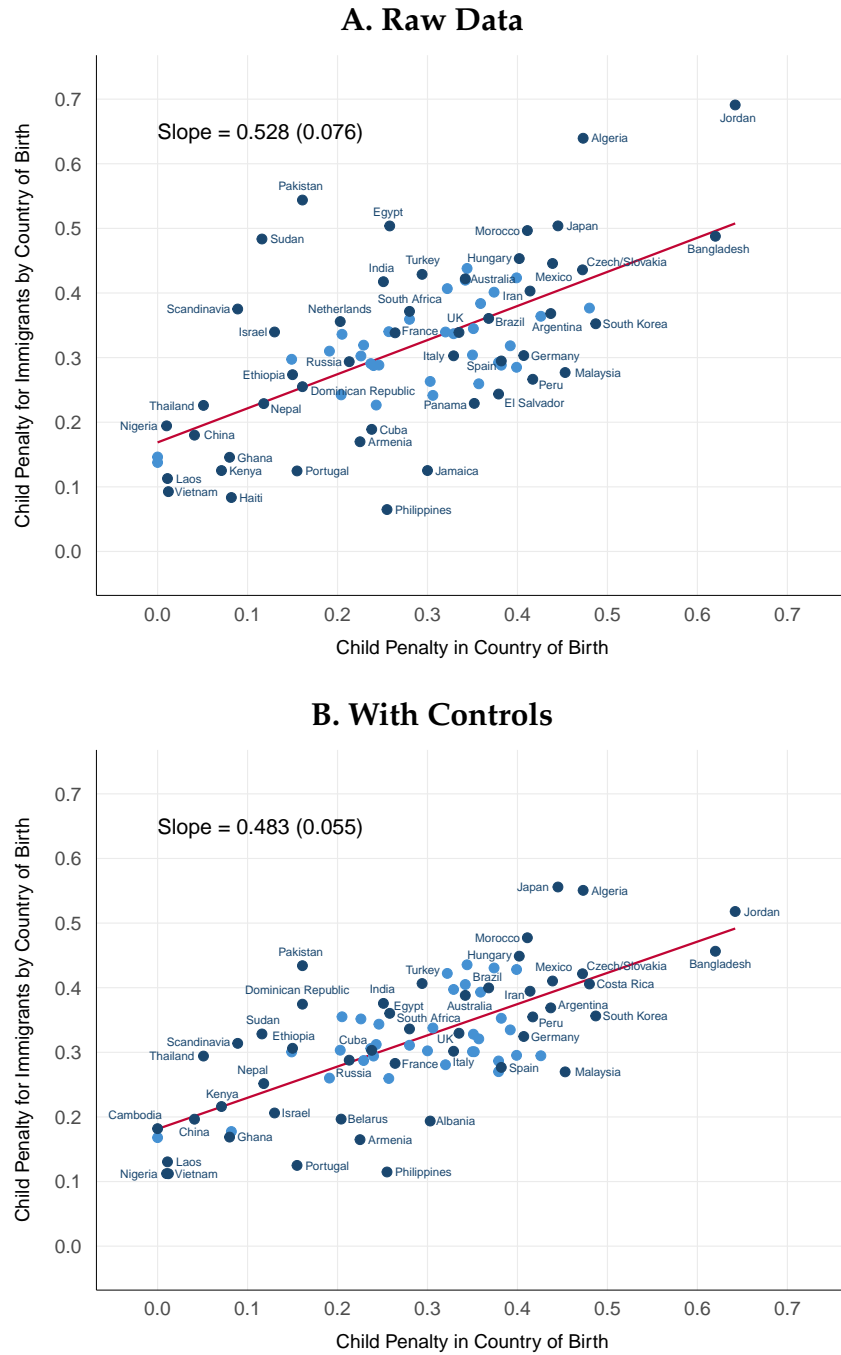 A. Raw Data
Child Penalty for Immigrants by Country of Birth
0.7
0.6
0.5
0.4
0.3
0.2
0.1
0.0
Slope = 0.528 (0.076)
Jordan
Algeria
Pakistan
Egypt
Sudan
Morocco
Japan
Bangladesh
Hungary
Czech/Slovakia
Turkey
India
Australia
Mexico
Iran
South Africa
Scandinavia
Netherlands
UK
Brazil
Argentina
South Korea
Israel
France
Russia
Italy
Germany
Spain
Ethiopia
Malaysia
Peru
Dominican Republic
El Salvador
Thailand
Nepal
Panama
Nigeria
China
Cuba
Armenia
Ghana
Kenya
Portugal
Jamaica
Laos
Vietnam
Haiti
Philippines
0.0 0.1 0.2 0.3 0.4 0.5 0.6 0.7
Child Penalty in Country of Birth
B. With Controls
Child Penalty for Immigrants by Country of Birth
0.7
0.6
0.5
0.4
0.3
0.2
0.1
0.0
Slope = 0.483 (0.055)
Japan
Algeria
Jordan
Morocco
Hungary
Bangladesh
Pakistan
Turkey
Brazil
Mexico
Czech/Slovakia
Costa Rica
Dominican Republic
India
Iran
Egypt
Australia
Argentina
South Africa
South Korea
Sudan
Peru
Scandinavia
Ethiopia
Cuba
UK
Germany
Thailand
Russia
France
Italy
Spain
Malaysia
Nepal
Kenya
Cambodia
Israel
Belarus
Albania
China
Ghana
Armenia
Laos
Nigeria
Vietnam
Portugal
Philippines
0.0 0.1 0.2 0.3 0.4 0.5 0.6 0.7
Child Penalty in Country of Birth